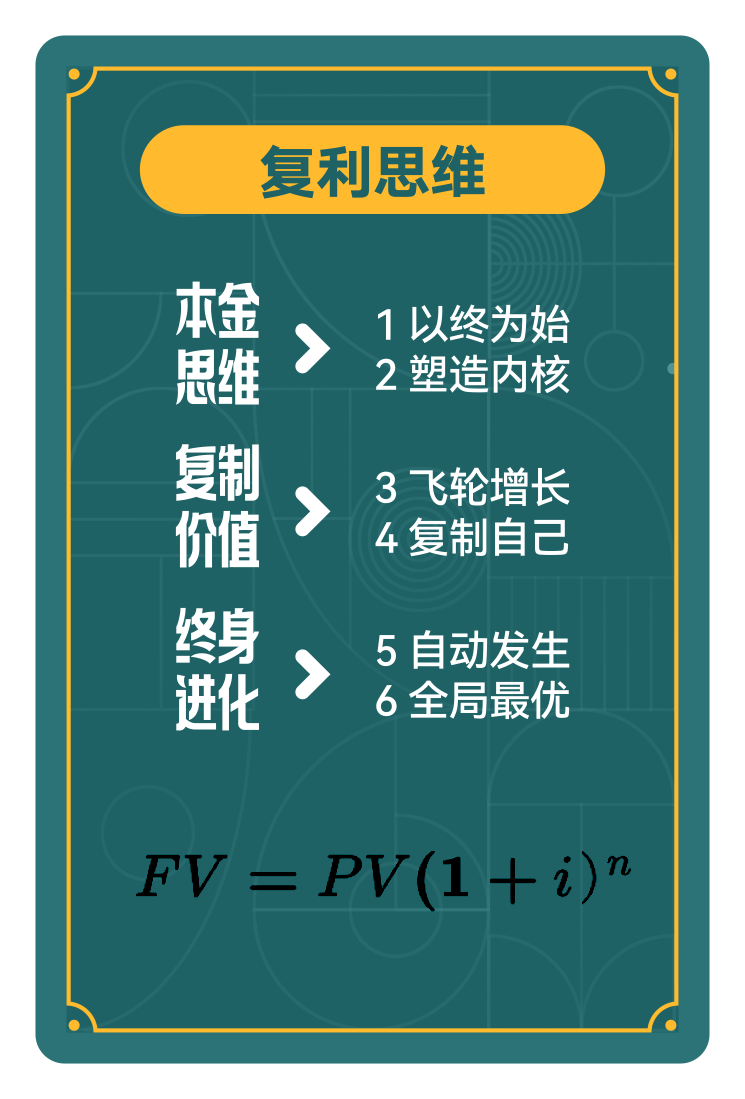 复利思维
本金
思维
1 以终为始
2 塑造内核
复制
价值
3 飞轮增长
4 复制自己
终身
进化
5 自动发生
6 全局最优
FV = PV(1 + i)^n